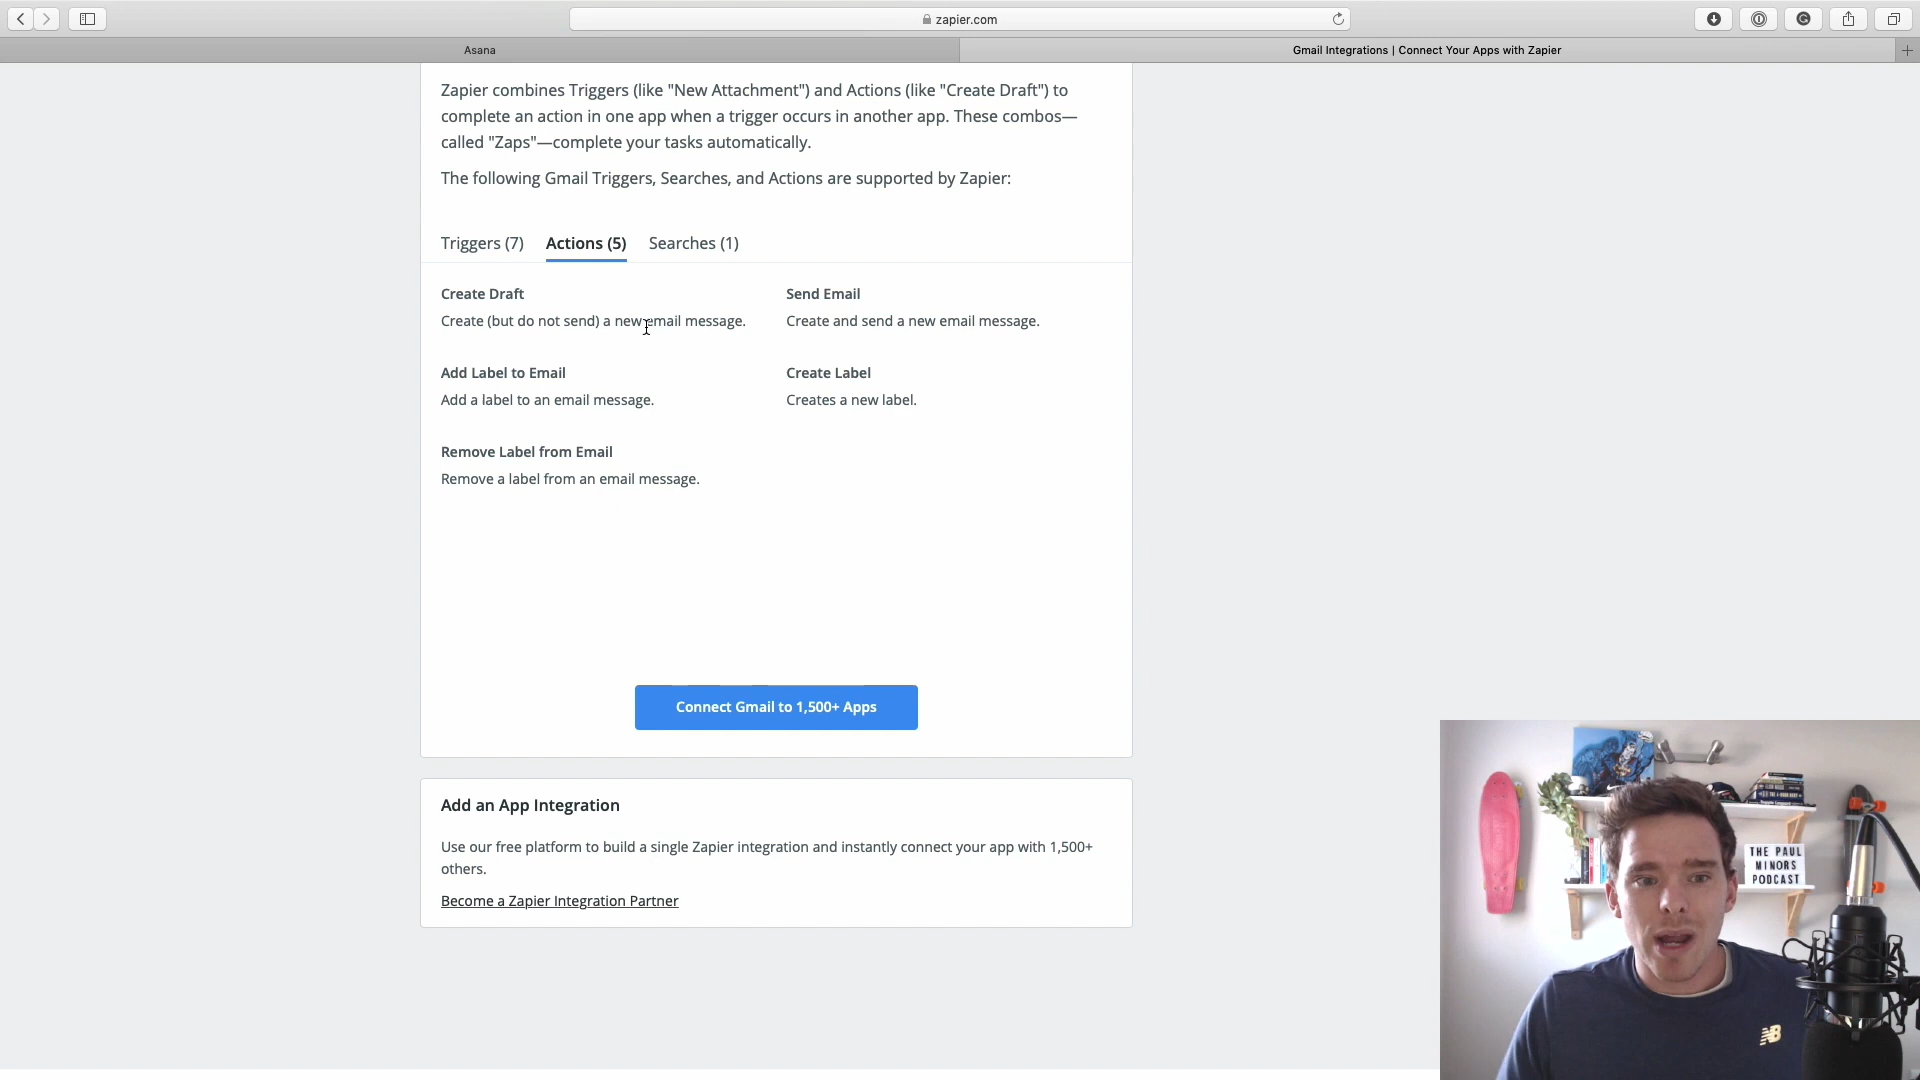 zapier.com
Asana
Gmail Integrations | Connect Your Apps with Zapier
Zapier combines Triggers (like "New Attachment") and Actions (like "Create Draft") to
complete an action in one app when a trigger occurs in another app. These combos—
called "Zaps"—complete your tasks automatically.
The following Gmail Triggers, Searches, and Actions are supported by Zapier:
Triggers (7) Actions (5) Searches (1)
Create Draft
Create (but do not send) a new email message.
Send Email
Create and send a new email message.
Add Label to Email
Add a label to an email message.
Create Label
Creates a new label.
Remove Label from Email
Remove a label from an email message.
Connect Gmail to 1,500+ Apps
Add an App Integration
Use our free platform to build a single Zapier integration and instantly connect your app with 1,500+
others.
Become a Zapier Integration Partner
THE PAUL
MINORS
PODCAST
NB